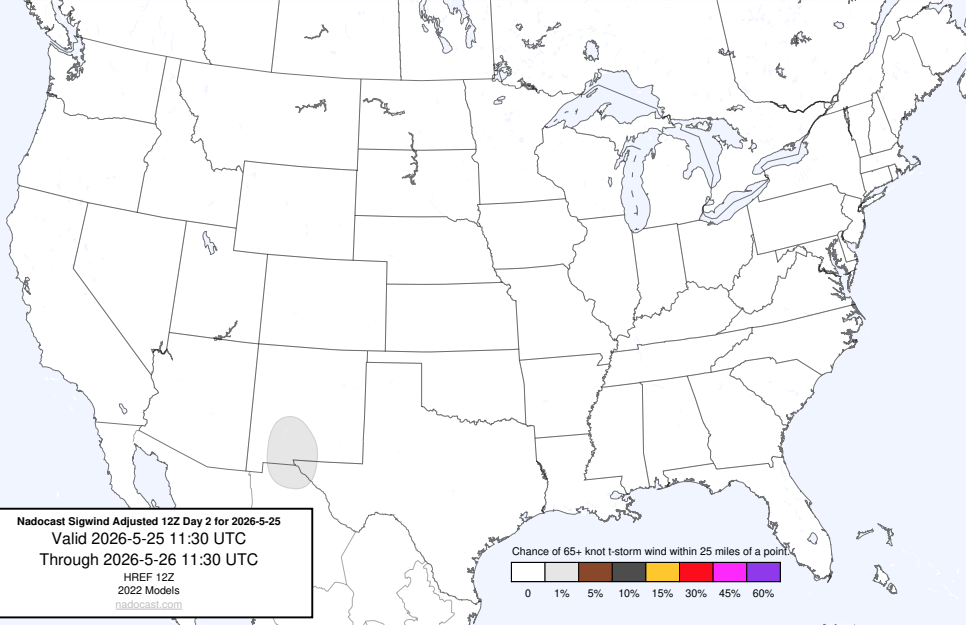 Nadocast Sigwind Adjusted 12Z Day 2 for 2026-5-25
Valid 2026-5-25 11:30 UTC
Through 2026-5-26 11:30 UTC
HREF 12Z
2022 Models
nadocast.com
Chance of 65+ knot t-storm wind within 25 miles of a point.
0 1% 5% 10% 15% 30% 45% 60%